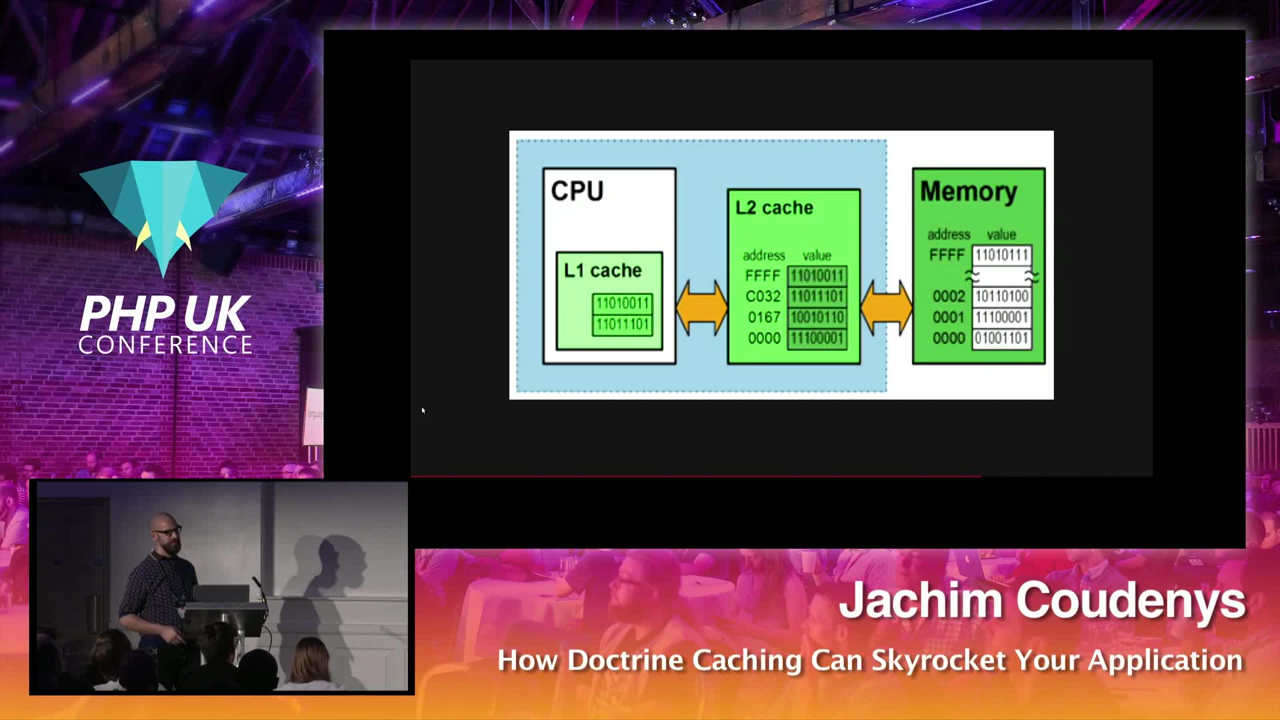 PHP UK
CONFERENCE
CPU
L1 cache
11010011
11011101
L2 cache
address value
FFFF 11010011
C032 11011101
0167 10010110
0000 11100001
Memory
address value
FFFF 11010111
0002 10110100
0001 11100001
0000 01001101
Jachim Coudenys
How Doctrine Caching Can Skyrocket Your Application